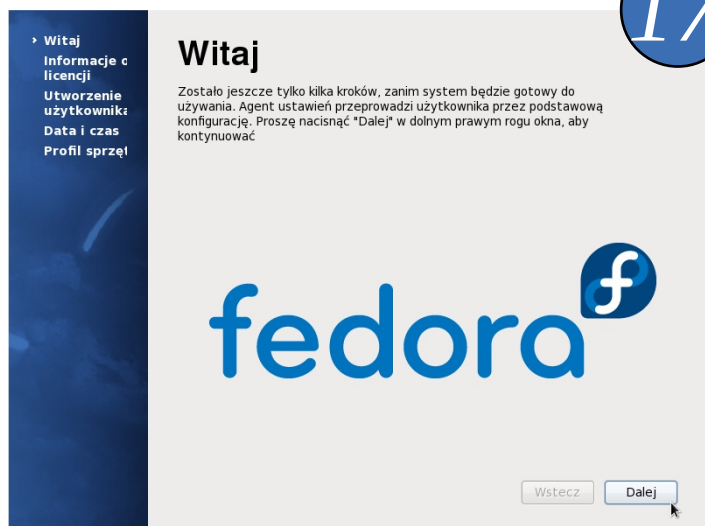 17
Witaj
Informacje o
licencji
Utworzenie
użytkownika
Data i czas
Profil sprzęt
Witaj
Zostało jeszcze tylko kilka kroków, zanim system będzie gotowy do
używania. Agent ustawień przeprowadzi użytkownika przez podstawową
konfigurację. Proszę nacisnąć "Dalej" w dolnym prawym rogu okna, aby
kontynuować
fedora
f
Wstecz
Dalej